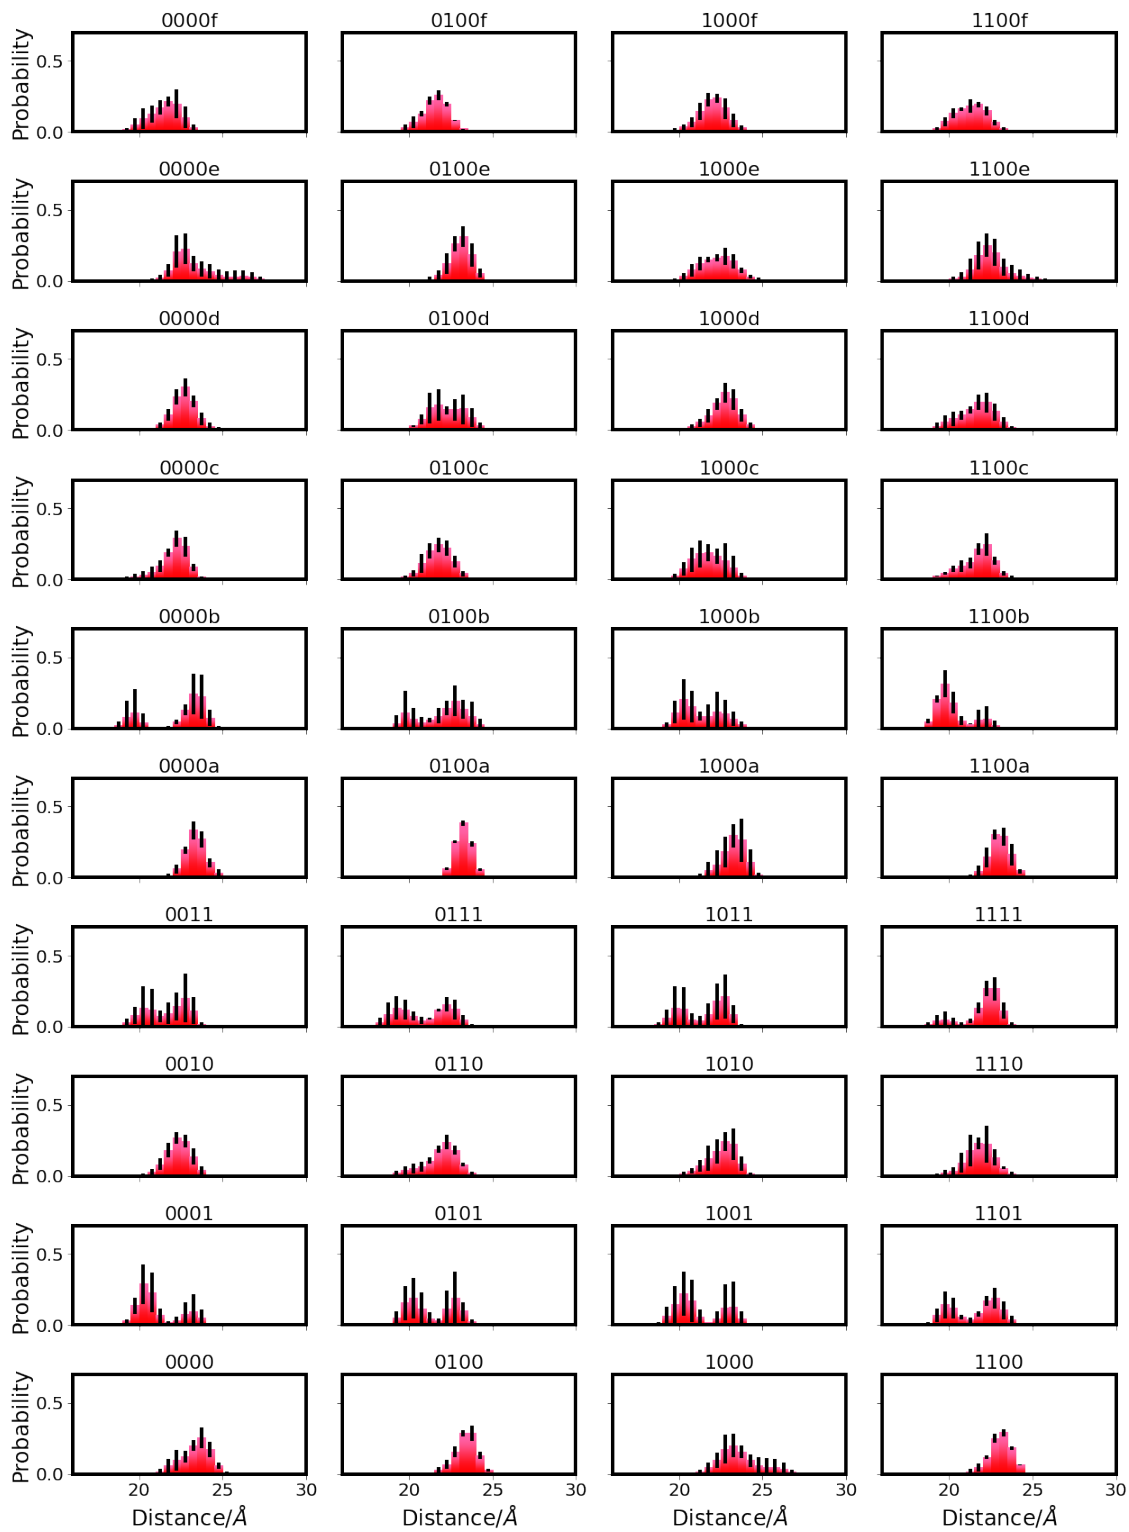 0000f 0100f 1000f 1100f
Probability
0.5
0.0
0000e 0100e 1000e 1100e
Probability
0.5
0.0
0000d 0100d 1000d 1100d
Probability
0.5
0.0
0000c 0100c 1000c 1100c
Probability
0.5
0.0
0000b 0100b 1000b 1100b
Probability
0.5
0.0
0000a 0100a 1000a 1100a
Probability
0.5
0.0
0011 0111 1011 1111
Probability
0.5
0.0
0010 0110 1010 1110
Probability
0.5
0.0
0001 0101 1001 1101
Probability
0.5
0.0
0000 0100 1000 1100
Probability
0.5
0.0
20 25 30 20 25 30 20 25 30 20 25 30
Distance/Å Distance/Å Distance/Å Distance/Å